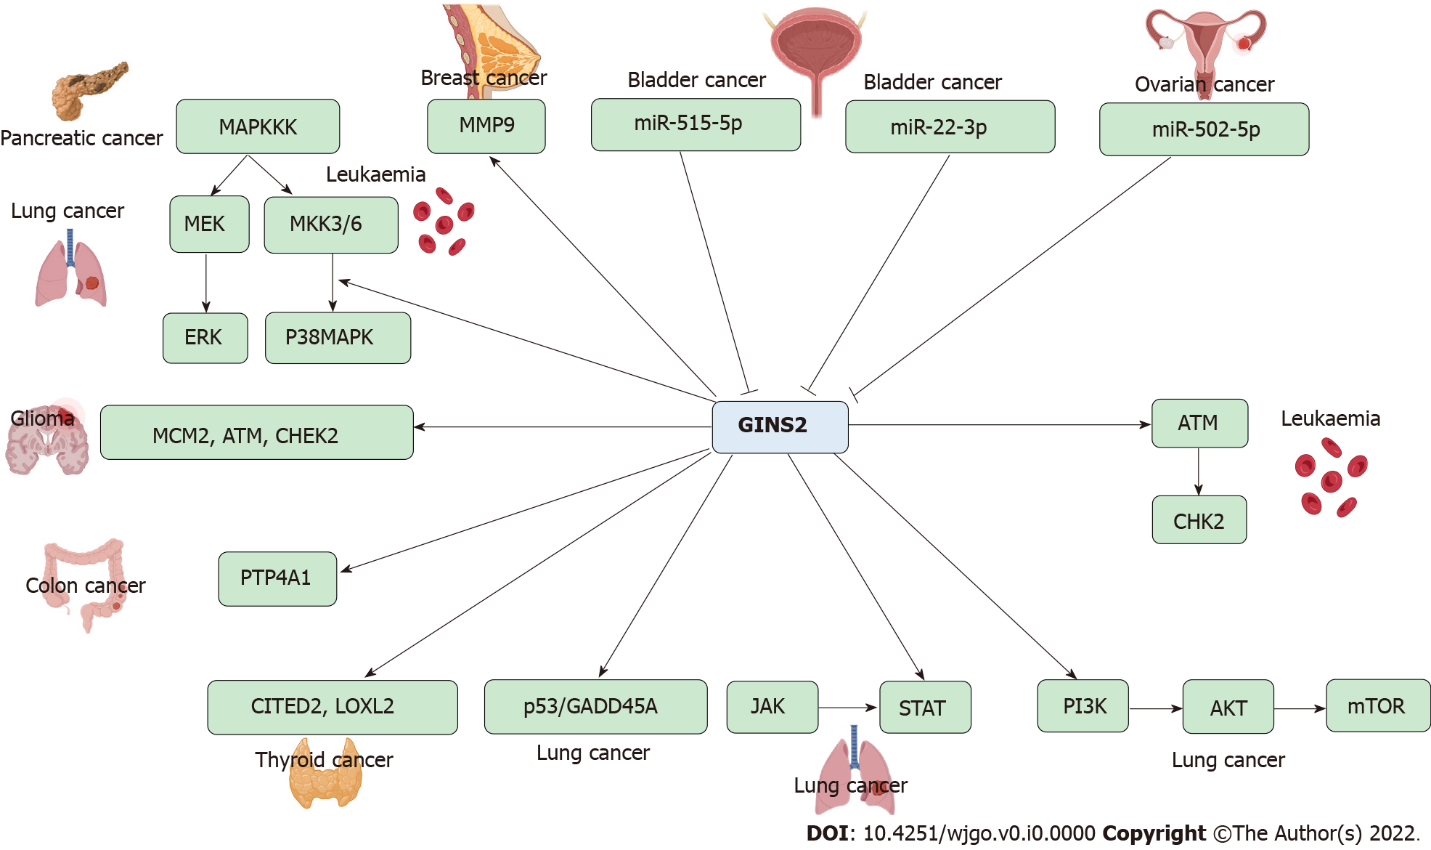 Breast cancer
Bladder cancer
Bladder cancer
Ovarian cancer
Pancreatic cancer
MAPKKK
MMP9
miR-515-5p
miR-22-3p
miR-502-5p
Leukaemia
Lung cancer
MEK
MKK3/6
ERK
P38MAPK
Glioma
MCM2, ATM, CHEK2
GINS2
ATM
Leukaemia
CHK2
Colon cancer
PTP4A1
CITED2, LOXL2
p53/GADD45A
JAK
STAT
PI3K
AKT
mTOR
Thyroid cancer
Lung cancer
Lung cancer
Lung cancer
DOI: 10.4251/wjgo.v0.i0.0000 Copyright ©The Author(s) 2022.